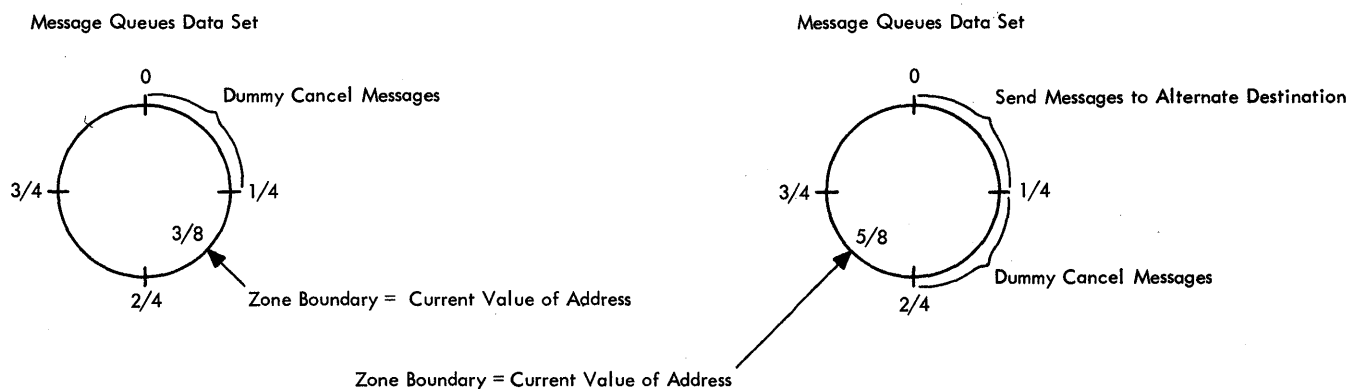 Message Queues Data Set
0
Dummy Cancel Messages
3/4
1/4
3/8
2/4
Zone Boundary = Current Value of Address
Message Queues Data Set
0
Send Messages to Alternate Destination
3/4
1/4
5/8
Dummy Cancel Messages
2/4
Zone Boundary = Current Value of Address